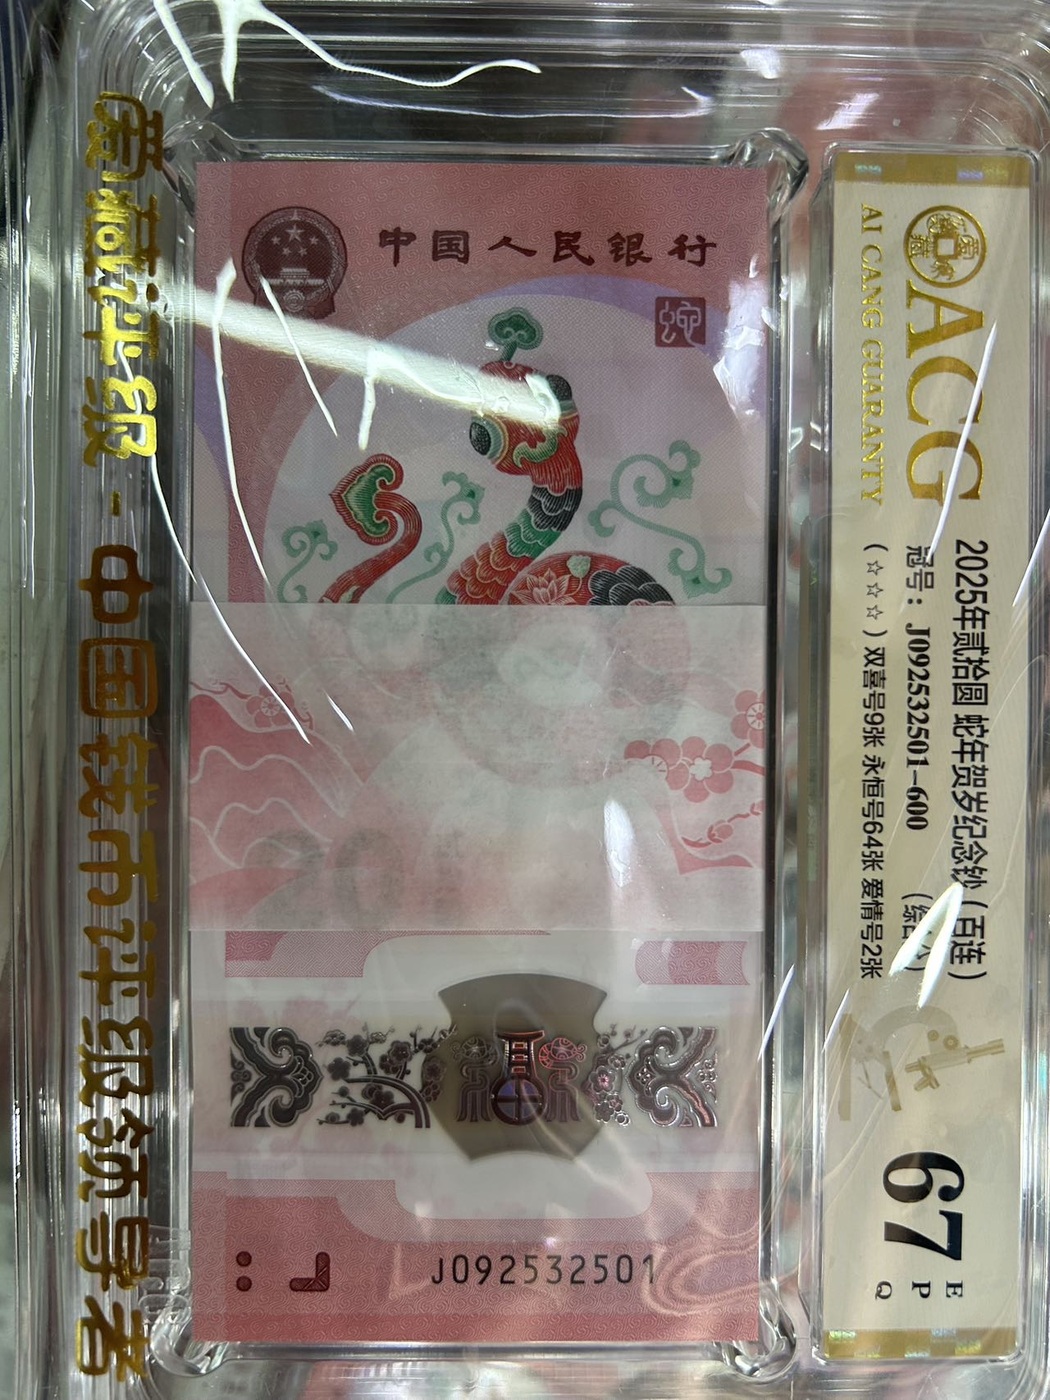 爱藏评级-中国钱币评级领导者
中国人民银行
J092532501
ACG
AI CANG GUARANTY
2025年贰拾圆 蛇年贺岁纪念钞(百连)
冠号:J092532501-600
(☆☆☆☆)双喜号9张 永恒号64张 爱情号2张
67
EPQ